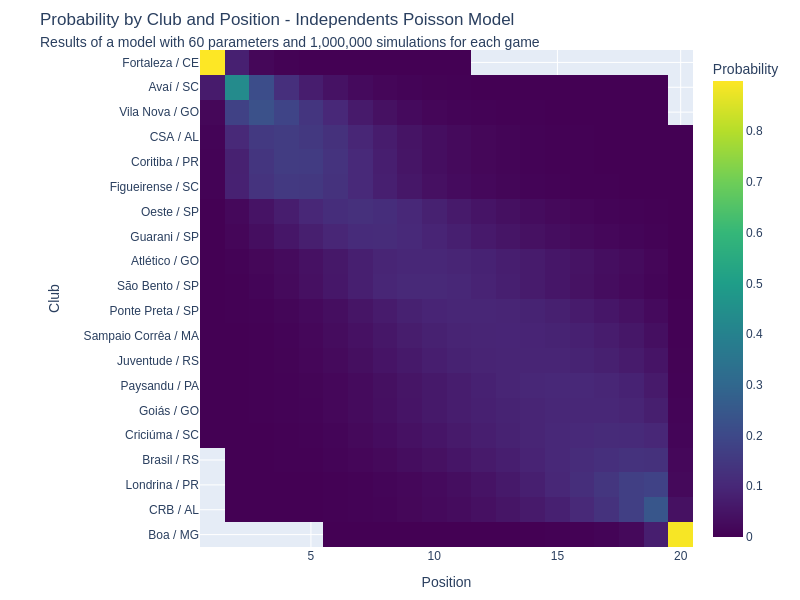 Probability by Club and Position - Independents Poisson Model
Results of a model with 60 parameters and 1,000,000 simulations for each game
Probability
Fortaleza / CE
Avaí / SC
Vila Nova / GO
CSA / AL
Coritiba / PR
Figueirense / SC
Oeste / SP
Guarani / SP
Atlético / GO
São Bento / SP
Ponte Preta / SP
Sampaio Corrêa / MA
Juventude / RS
Paysandu / PA
Goiás / GO
Criciúma / SC
Brasil / RS
Londrina / PR
CRB / AL
Boa / MG
Club
0.8
0.7
0.6
0.5
0.4
0.3
0.2
0.1
0
5 10 15 20
Position